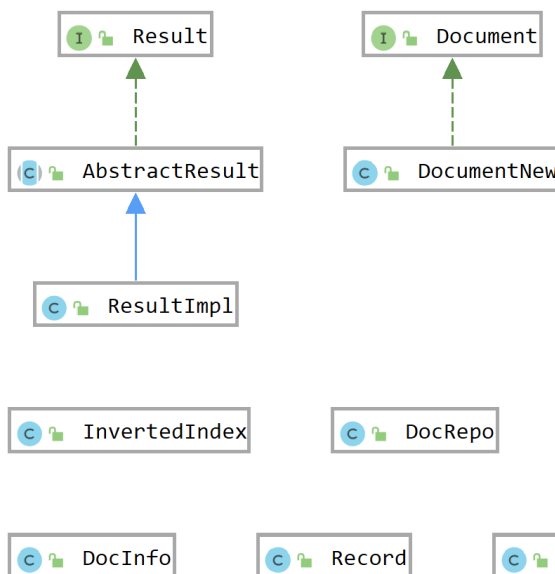 I Result
I Document
C AbstractResult
C DocumentNew
C ResultImpl
C InvertedIndex
C DocRepo
C DocInfo
C Record
C